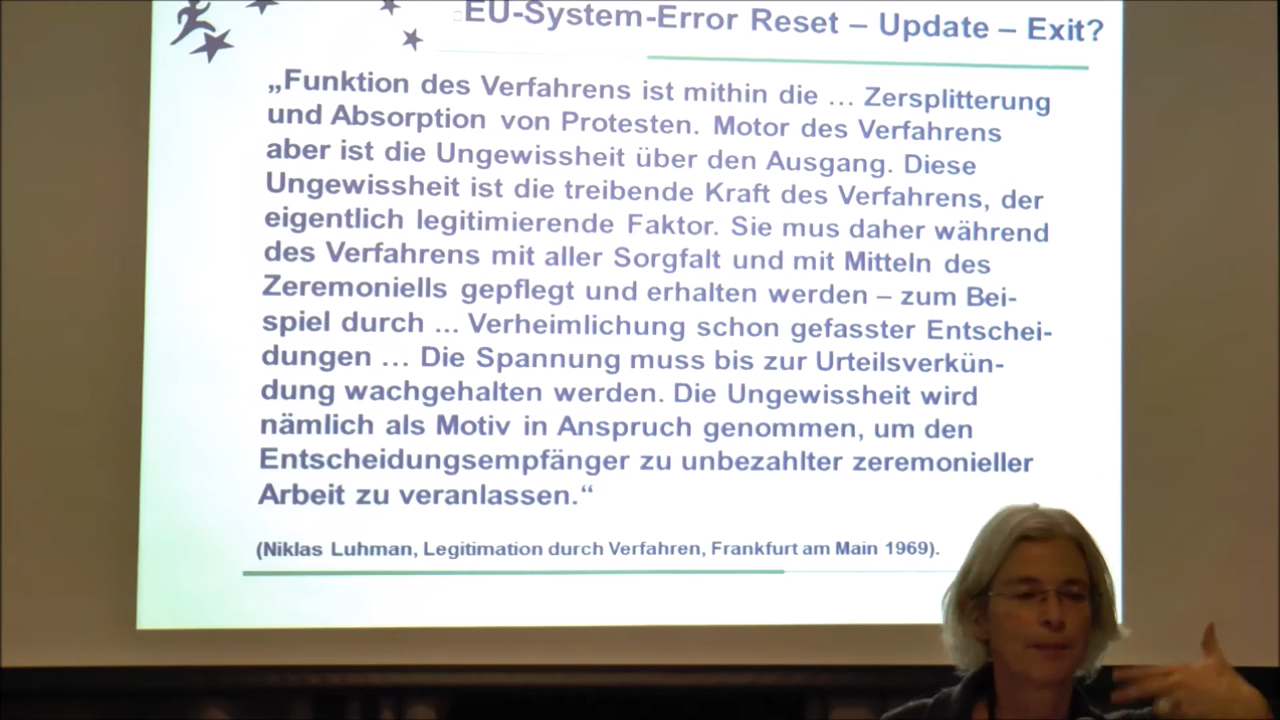 EU-System-Error Reset – Update – Exit?
„Funktion des Verfahrens ist mithin die … Zersplitterung
und Absorption von Protesten. Motor des Verfahrens
aber ist die Ungewissheit über den Ausgang. Diese
Ungewissheit ist die treibende Kraft des Verfahrens, der
eigentlich legitimierende Faktor. Sie mus daher während
des Verfahrens mit aller Sorgfalt und mit Mitteln des
Zeremoniells gepflegt und erhalten werden – zum Bei-
spiel durch ... Verheimlichung schon gefasster Entschei-
dungen ... Die Spannung muss bis zur Urteilsverkün-
dung wachgehalten werden. Die Ungewissheit wird
nämlich als Motiv in Anspruch genommen, um den
Entscheidungsempfänger zu unbezahlter zeremonieller
Arbeit zu veranlassen.“
(Niklas Luhman, Legitimation durch Verfahren, Frankfurt am Main 1969).